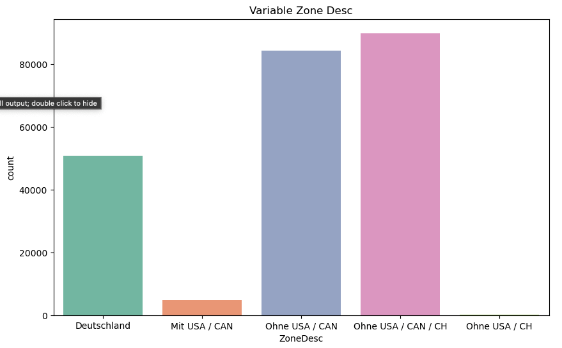 Variable Zone Desc
80000
ll output; double click to hide
60000
count
40000
20000
0
Deutschland
Mit USA / CAN
Ohne USA / CAN
Ohne USA / CAN / CH
Ohne USA / CH
ZoneDesc